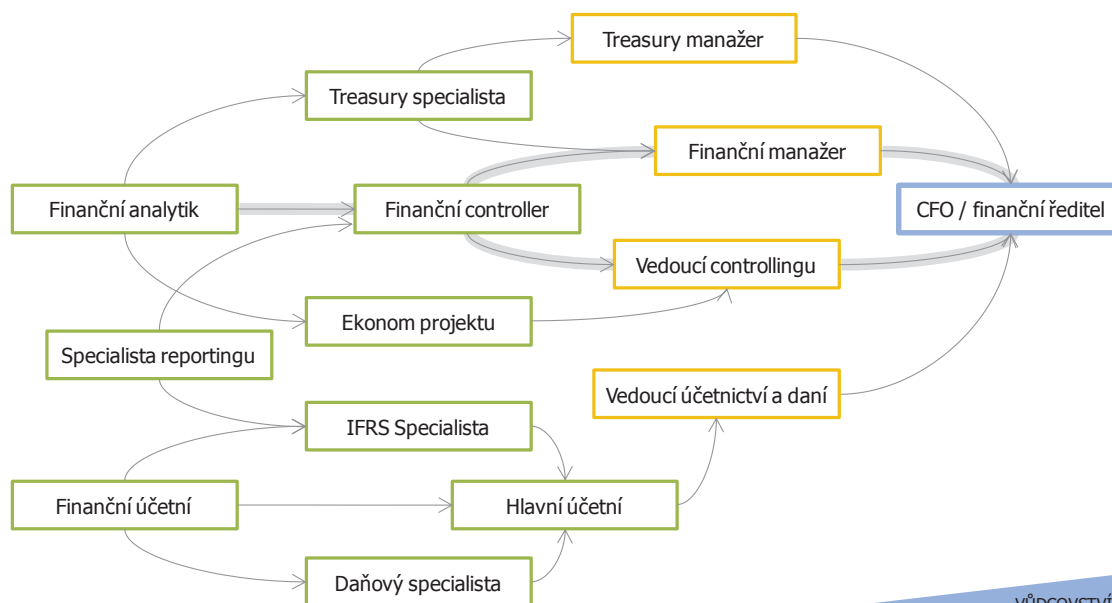 Treasury manažer
Treasury specialista
Finanční manažer
Finanční analytik
Finanční controller
CFO / finanční ředitel
Vedoucí controllingu
Ekonom projektu
Specialista reportingu
Vedoucí účetnictví a daní
IFRS Specialista
Finanční účetní
Hlavní účetní
Daňový specialista
VŮDCOVSTVÍ